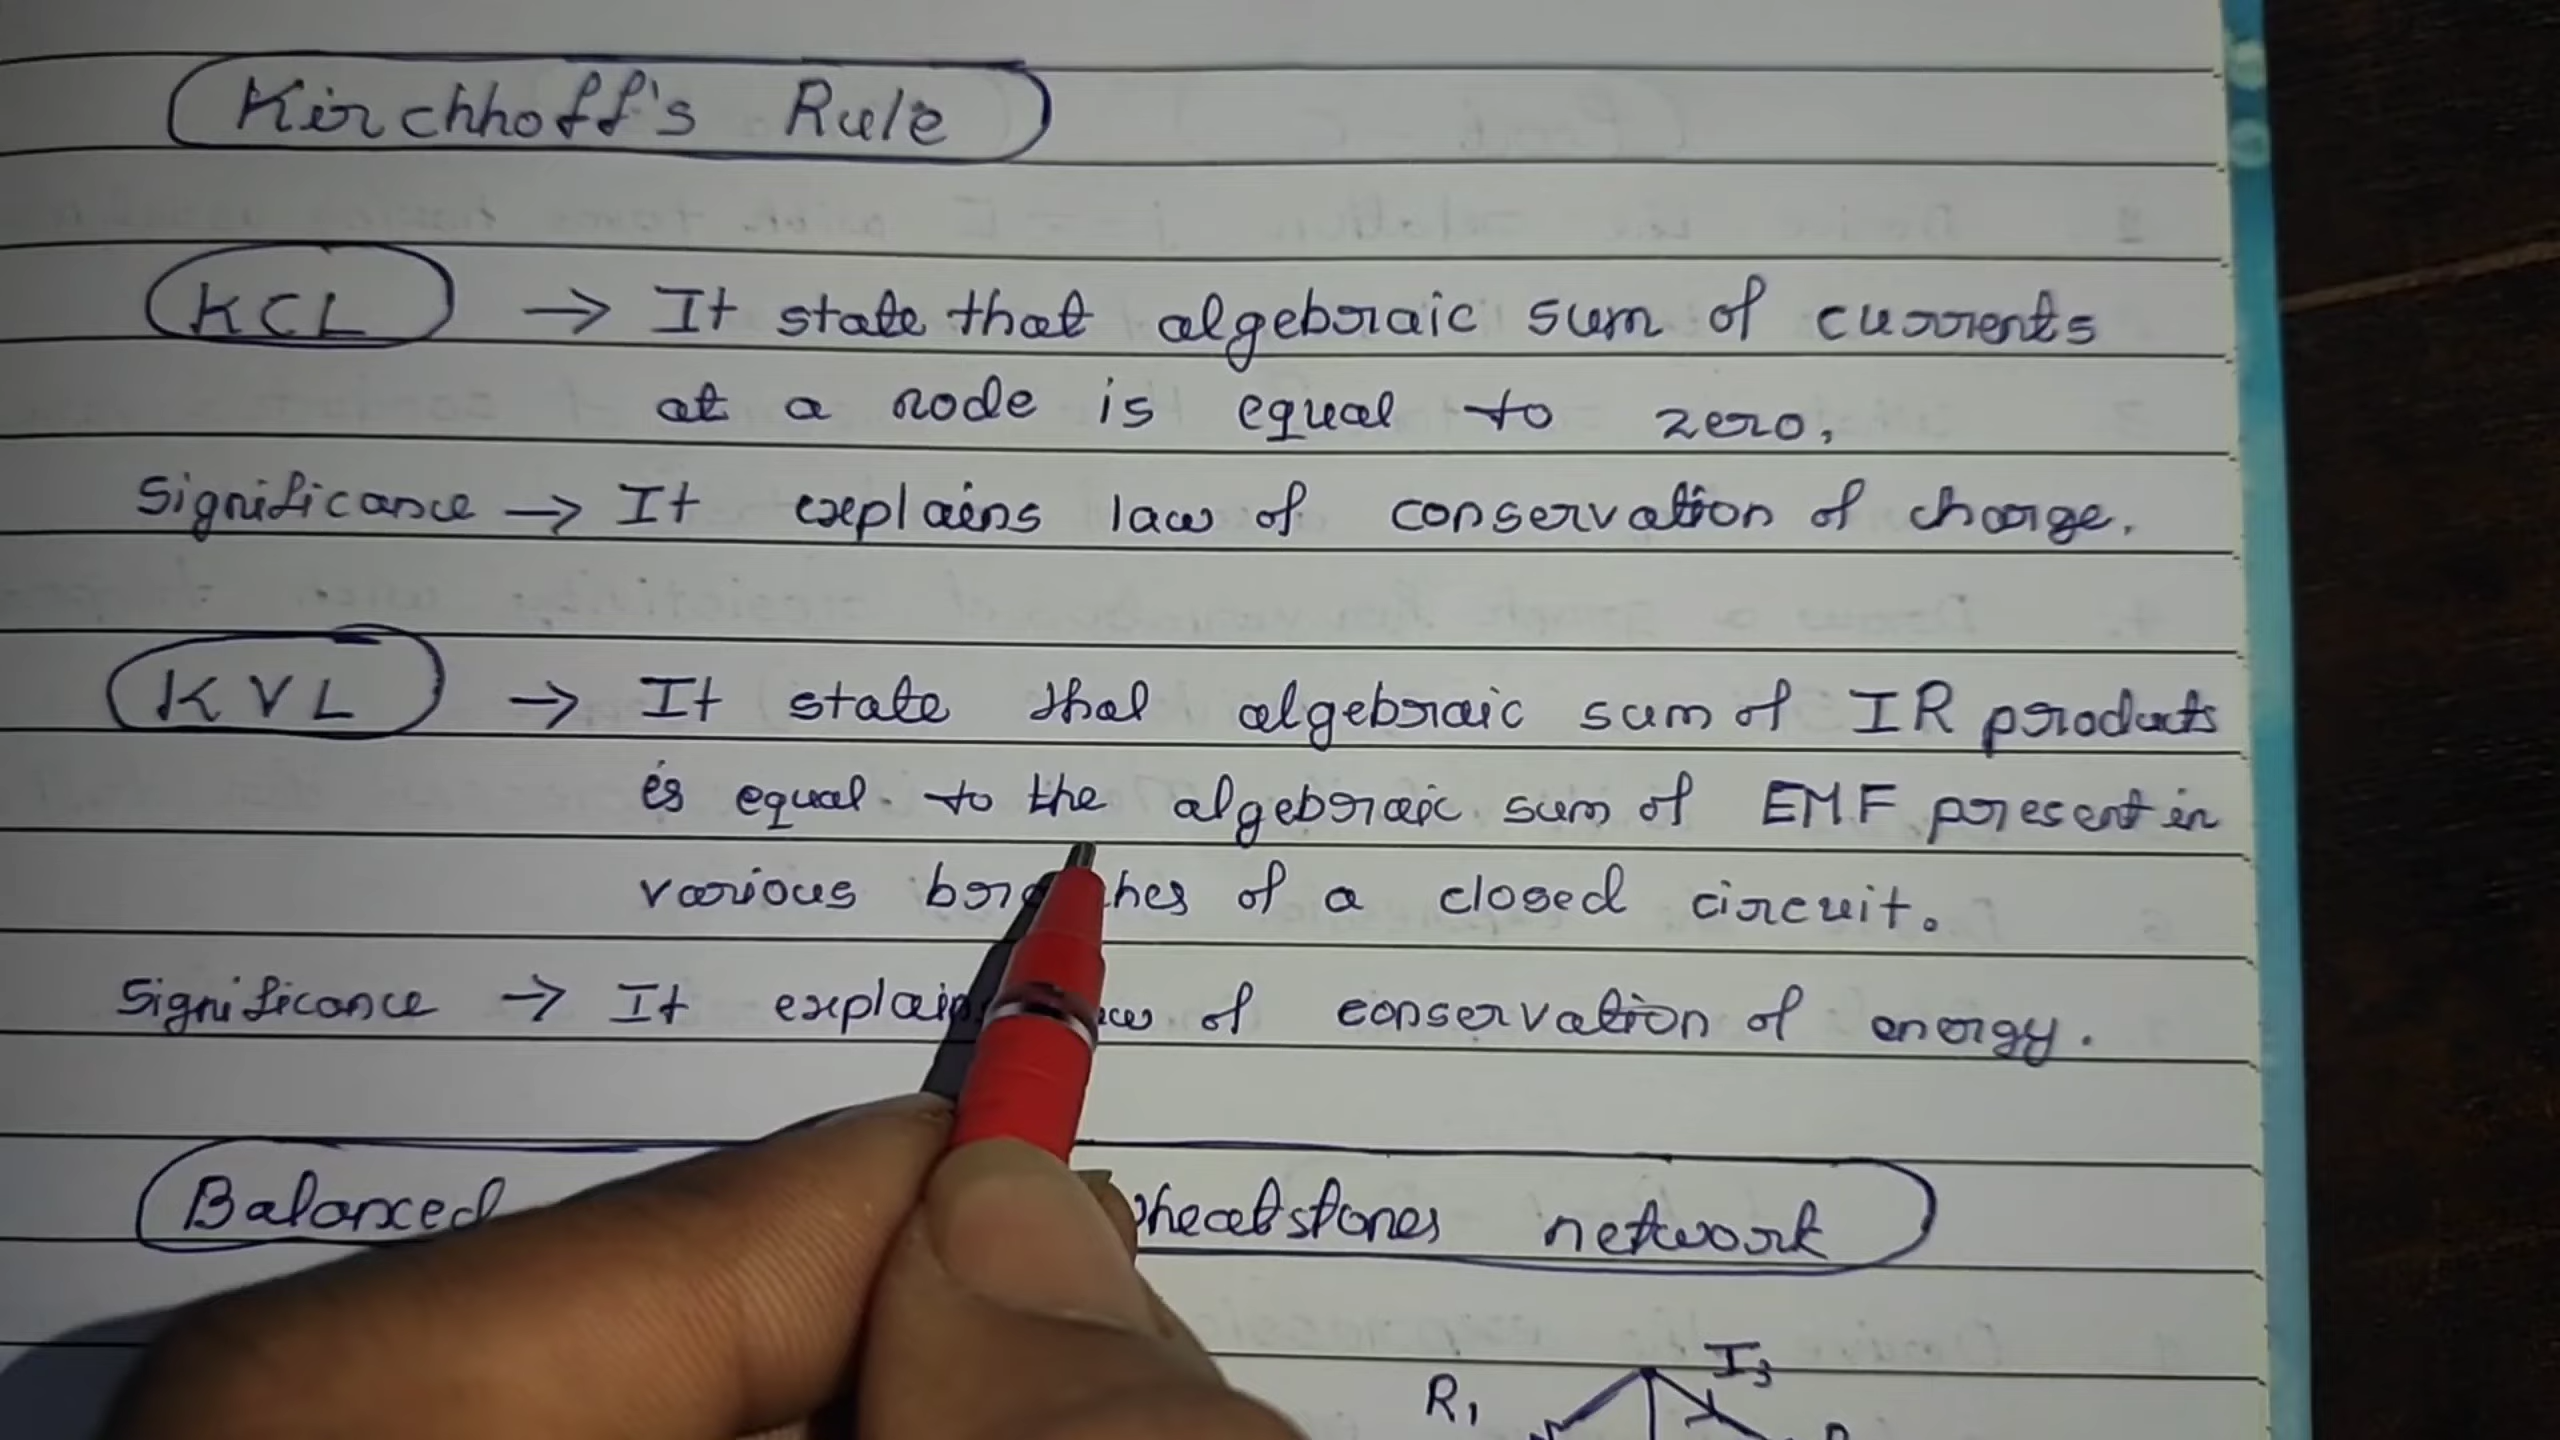 Kirchhoff's Rule
KCL → It state that algebraic sum of currents
at a node is equal to zero.
Significance → It explains law of conservation of charge.
KVL → It state that algebraic sum of IR products
is equal to the algebraic sum of EMF present in
various of a closed circuit.
Significance → It of conservation of energy.
Balanced network
I3
R1